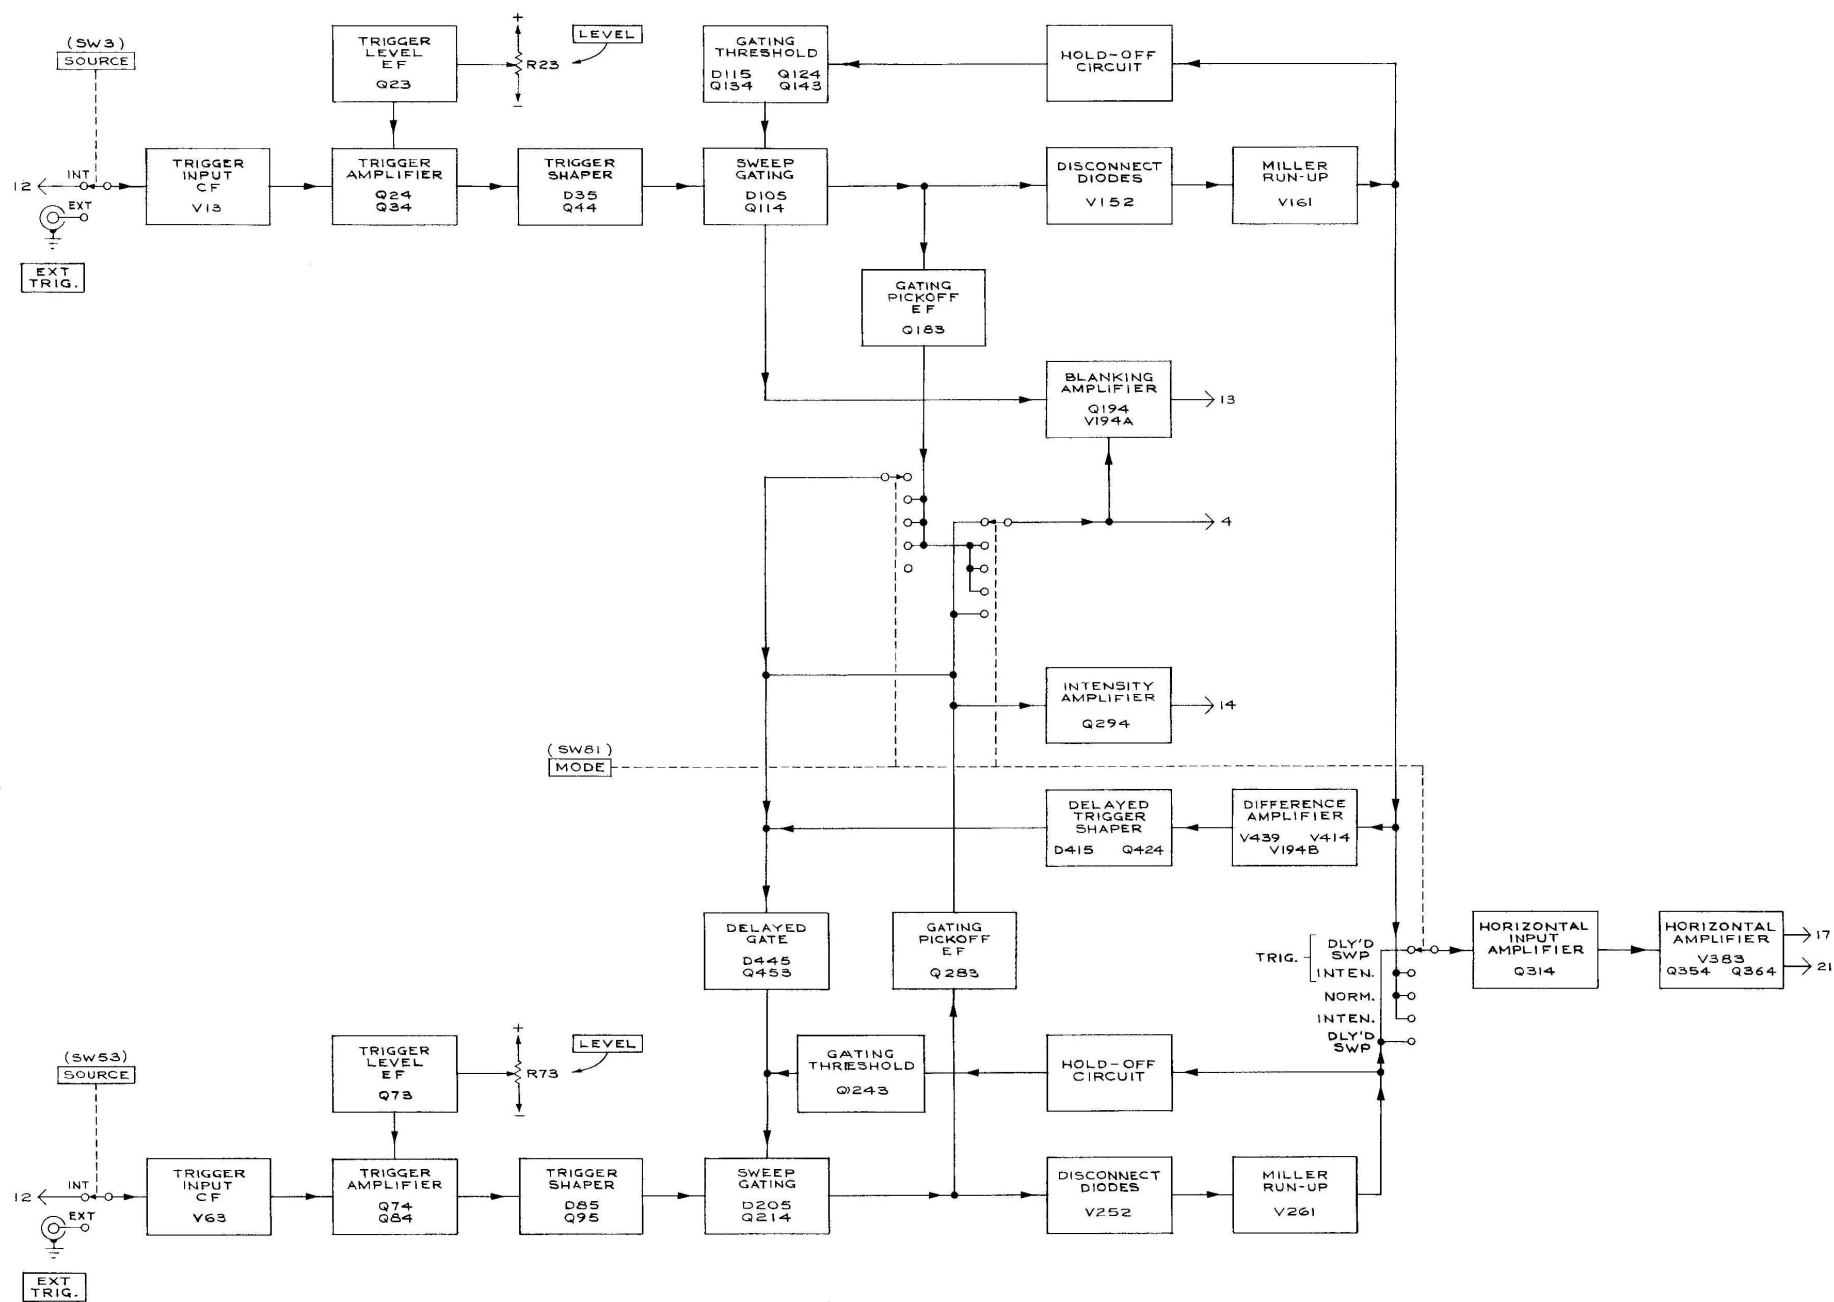 (SW3)
SOURCE
TRIGGER
LEVEL
EF
Q23
+
R23
−
LEVEL
GATING
THRESHOLD
D115 Q124
Q134 Q143
HOLD-OFF
CIRCUIT
12
INT
EXT
EXT
TRIG.
TRIGGER
INPUT
CF
V13
TRIGGER
AMPLIFIER
Q24
Q34
TRIGGER
SHAPER
D35
Q44
SWEEP
GATING
D105
Q114
DISCONNECT
DIODES
V152
MILLER
RUN-UP
V161
GATING
PICKOFF
EF
Q183
BLANKING
AMPLIFIER
Q194
V194A
13
4
INTENSITY
AMPLIFIER
Q294
14
(SW81)
MODE
DELAYED
TRIGGER
SHAPER
D415 Q424
DIFFERENCE
AMPLIFIER
V439 V414
V194B
DELAYED
GATE
D445
Q453
GATING
PICKOFF
EF
Q283
TRIG.
DLY'D
SWP
INTEN.
NORM.
INTEN.
DLY'D
SWP
HORIZONTAL
INPUT
AMPLIFIER
Q314
HORIZONTAL
AMPLIFIER
V383
Q354 Q364
17
21
(SW53)
SOURCE
TRIGGER
LEVEL
EF
Q73
+
R73
−
LEVEL
GATING
THRESHOLD
Q243
HOLD-OFF
CIRCUIT
12
INT
EXT
EXT
TRIG.
TRIGGER
INPUT
CF
V63
TRIGGER
AMPLIFIER
Q74
Q84
TRIGGER
SHAPER
D85
Q95
SWEEP
GATING
D205
Q214
DISCONNECT
DIODES
V252
MILLER
RUN-UP
V261